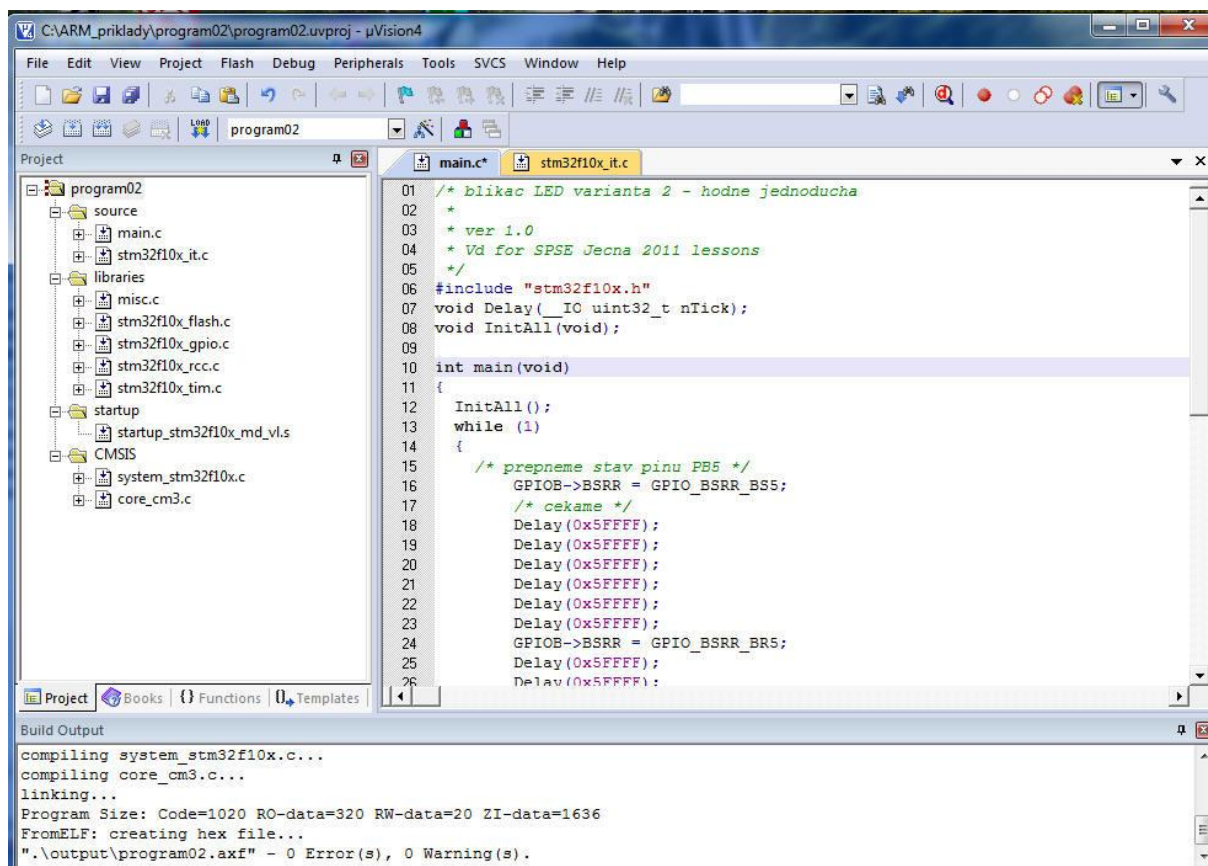 C:\ARM_priklady\program02\program02.uvproj - µVision4
File Edit View Project Flash Debug Peripherals Tools SVCS Window Help
LOAD program02
Project
main.c* stm32f10x_it.c
program02
source
main.c
stm32f10x_it.c
libraries
misc.c
stm32f10x_flash.c
stm32f10x_gpio.c
stm32f10x_rcc.c
stm32f10x_tim.c
startup
startup_stm32f10x_md_vl.s
CMSIS
system_stm32f10x.c
core_cm3.c
Project Books {} Functions Templates
01 /* blikac LED varianta 2 - hodne jednoducha
02 *
03 * ver 1.0
04 * Vd for SPSE Jecna 2011 lessons
05 */
06 #include "stm32f10x.h"
07 void Delay(__IO uint32_t nTick);
08 void InitAll(void);
09
10 int main(void)
11 {
12 InitAll();
13 while (1)
14 {
15 /* prepneme stav pinu PB5 */
16 GPIOB->BSRR = GPIO_BSRR_BS5;
17 /* cekame */
18 Delay(0x5FFFF);
19 Delay(0x5FFFF);
20 Delay(0x5FFFF);
21 Delay(0x5FFFF);
22 Delay(0x5FFFF);
23 Delay(0x5FFFF);
24 GPIOB->BSRR = GPIO_BSRR_BR5;
25 Delay(0x5FFFF);
26 Delay(0x5FFFF);
Build Output
compiling system_stm32f10x.c...
compiling core_cm3.c...
linking...
Program Size: Code=1020 RO-data=320 RW-data=20 ZI-data=1636
FromELF: creating hex file...
".\output\program02.axf" - 0 Error(s), 0 Warning(s).